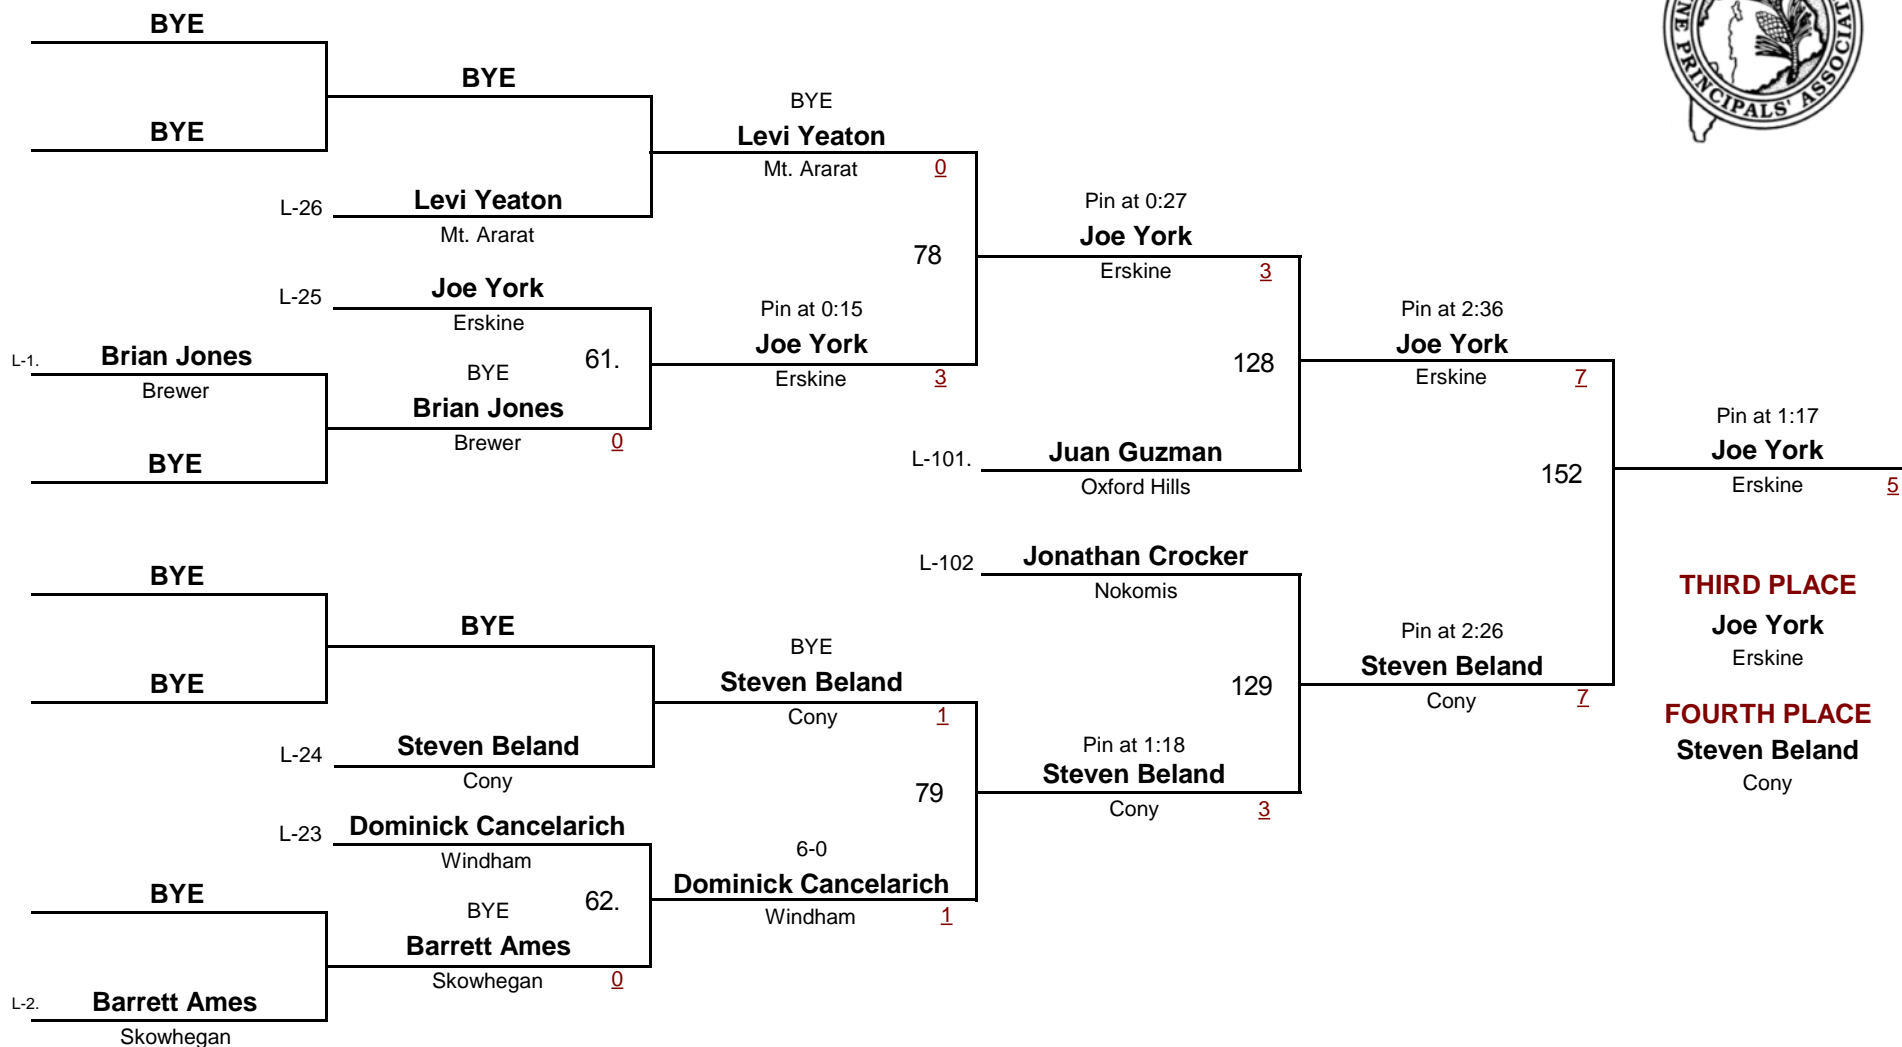 BYE
BYE
BYE
L-26 Levi Yeaton
Mt. Ararat
BYE
Levi Yeaton
Mt. Ararat 0
L-25 Joe York
Erskine
L-1. Brian Jones
Brewer
BYE
BYE
Brian Jones
Brewer 0
61.
Pin at 0:15
Joe York
Erskine 3
78
Pin at 0:27
Joe York
Erskine 3
L-101. Juan Guzman
Oxford Hills
128
Pin at 2:36
Joe York
Erskine 7
BYE
BYE
BYE
L-24 Steven Beland
Cony
BYE
Steven Beland
Cony 1
L-23 Dominick Cancelarich
Windham
BYE
L-2. Barrett Ames
Skowhegan
BYE
Barrett Ames
Skowhegan 0
62.
6-0
Dominick Cancelarich
Windham 1
79
Pin at 1:18
Steven Beland
Cony 3
L-102 Jonathan Crocker
Nokomis
129
Pin at 2:26
Steven Beland
Cony 7
152
Pin at 1:17
Joe York
Erskine 5
THIRD PLACE
Joe York
Erskine
FOURTH PLACE
Steven Beland
Cony
PRINCIPALS'